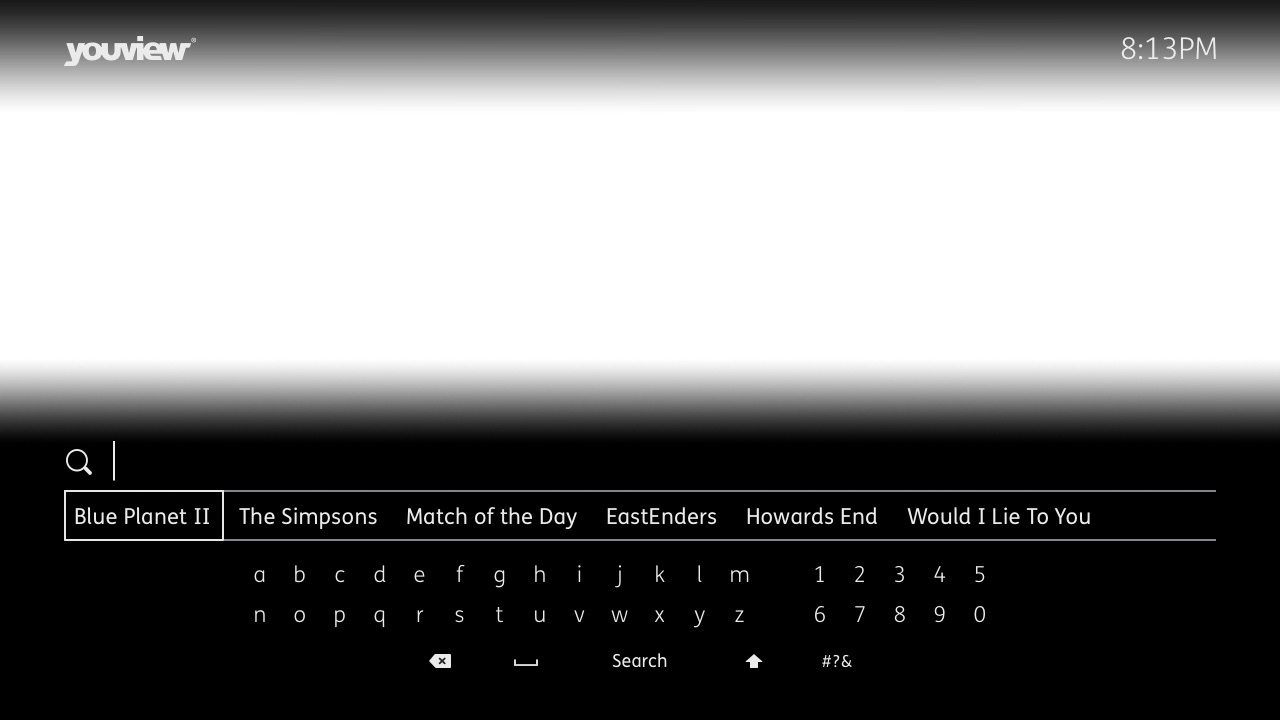 youview®
8:13PM
Blue Planet II The Simpsons Match of the Day EastEnders Howards End Would I Lie To You
a b c d e f g h i j k l m 1 2 3 4 5
n o p q r s t u v w x y z 6 7 8 9 0
Search #?&